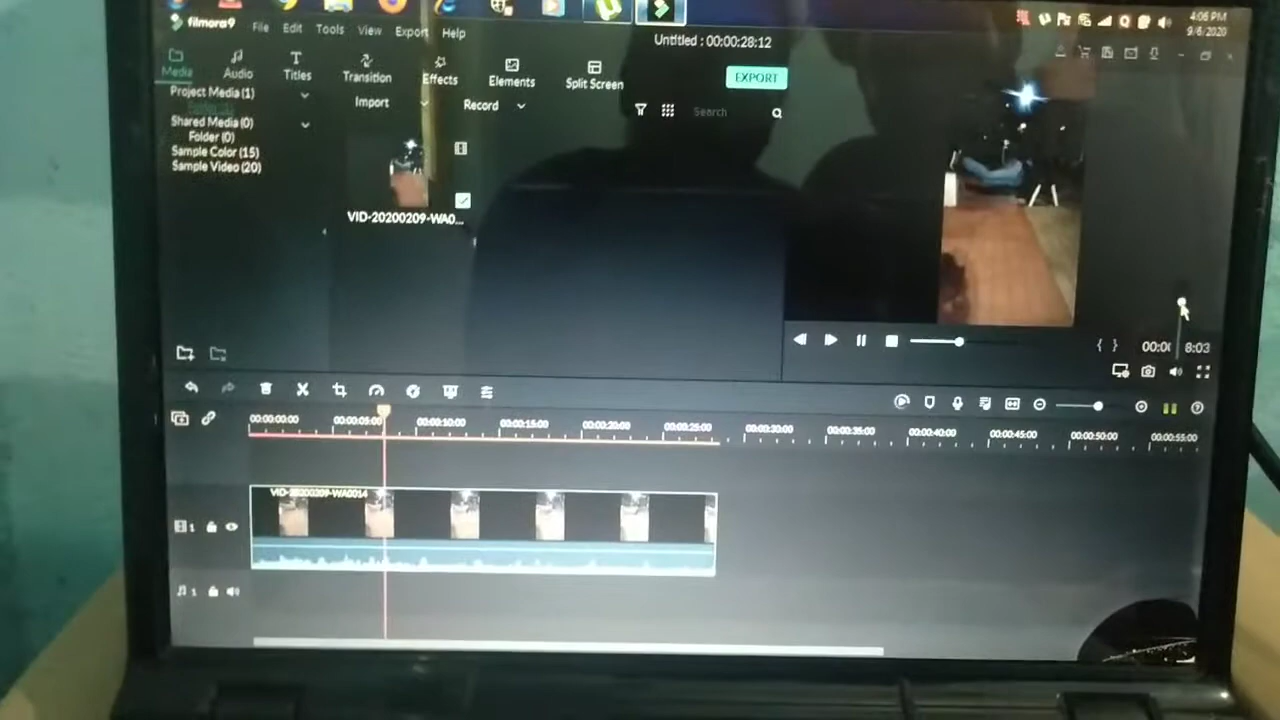 4:06 PM
9/6/2020
filmora9
File Edit Tools View Export Help
Untitled : 00:00:28:12
Media Audio Titles Transition Effects Elements Split Screen
EXPORT
Project Media (1)
Import Record Search
Shared Media (0)
Folder (0)
Sample Color (15)
Sample Video (20)
VID-20200209-WA0...
{ } 00:0 8:03
00:00:00:00 00:00:05:00 00:00:10:00 00:00:15:00 00:00:20:00 00:00:25:00 00:00:30:00 00:00:35:00 00:00:40:00 00:00:45:00 00:00:50:00 00:00:55:00
VID-20200209-WA0014
1
1